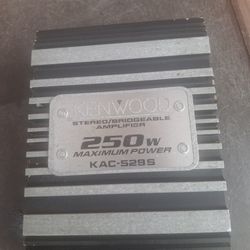 KENWOOD
STEREO/BRIDGEABLE
AMPLIFIER
250W
MAXIMUM POWER
KAC-529S